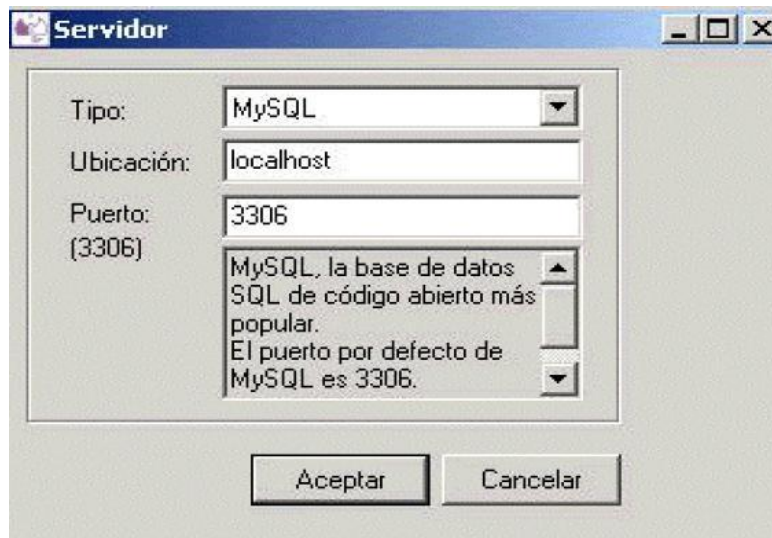 Servidor
Tipo:
MySQL
Ubicación:
localhost
Puerto:
(3306)
3306
MySQL, la base de datos
SQL de código abierto más
popular.
El puerto por defecto de
MySQL es 3306.
Aceptar
Cancelar